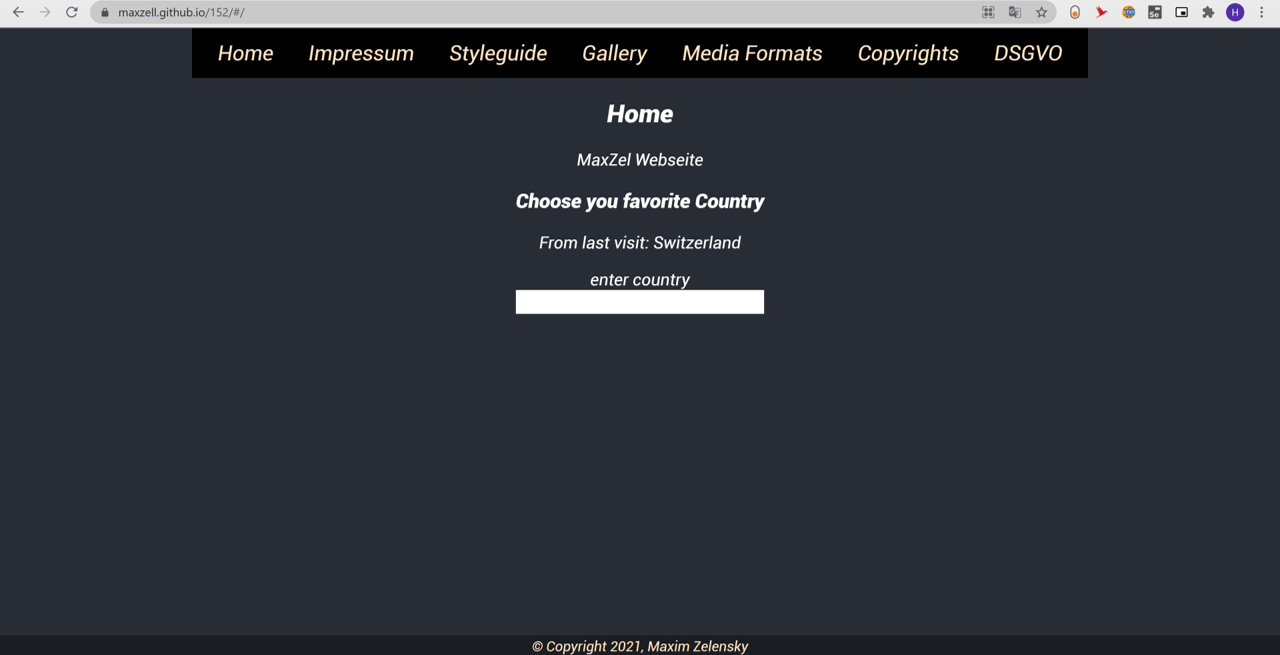 maxzell.github.io/152/#/
Se
H
Home Impressum Styleguide Gallery Media Formats Copyrights DSGVO
Home
MaxZel Webseite
Choose you favorite Country
From last visit: Switzerland
enter country
© Copyright 2021, Maxim Zelensky